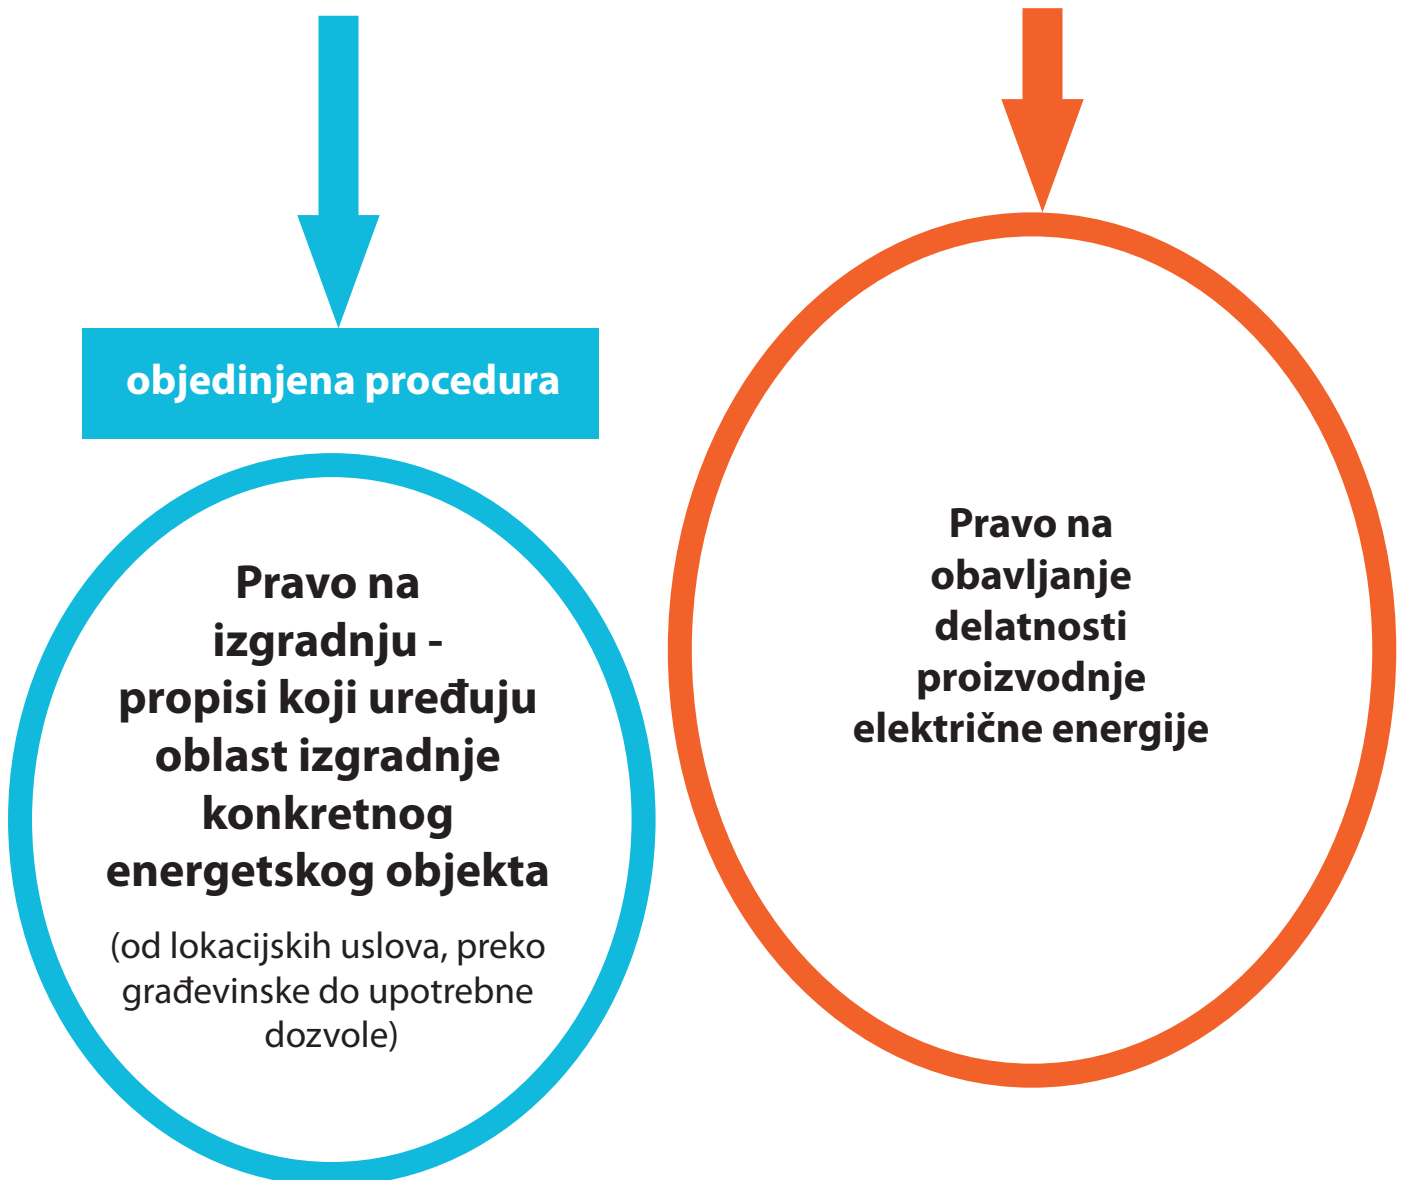 objedinjena procedura
Pravo na
izgradnju -
propisi koji uređuju
oblast izgradnje
konkretnog
energetskog objekta
(od lokacijskih uslova, preko
građevinske do upotrebne
dozvole)
Pravo na
obavljanje
delatnosti
proizvodnje
električne energije